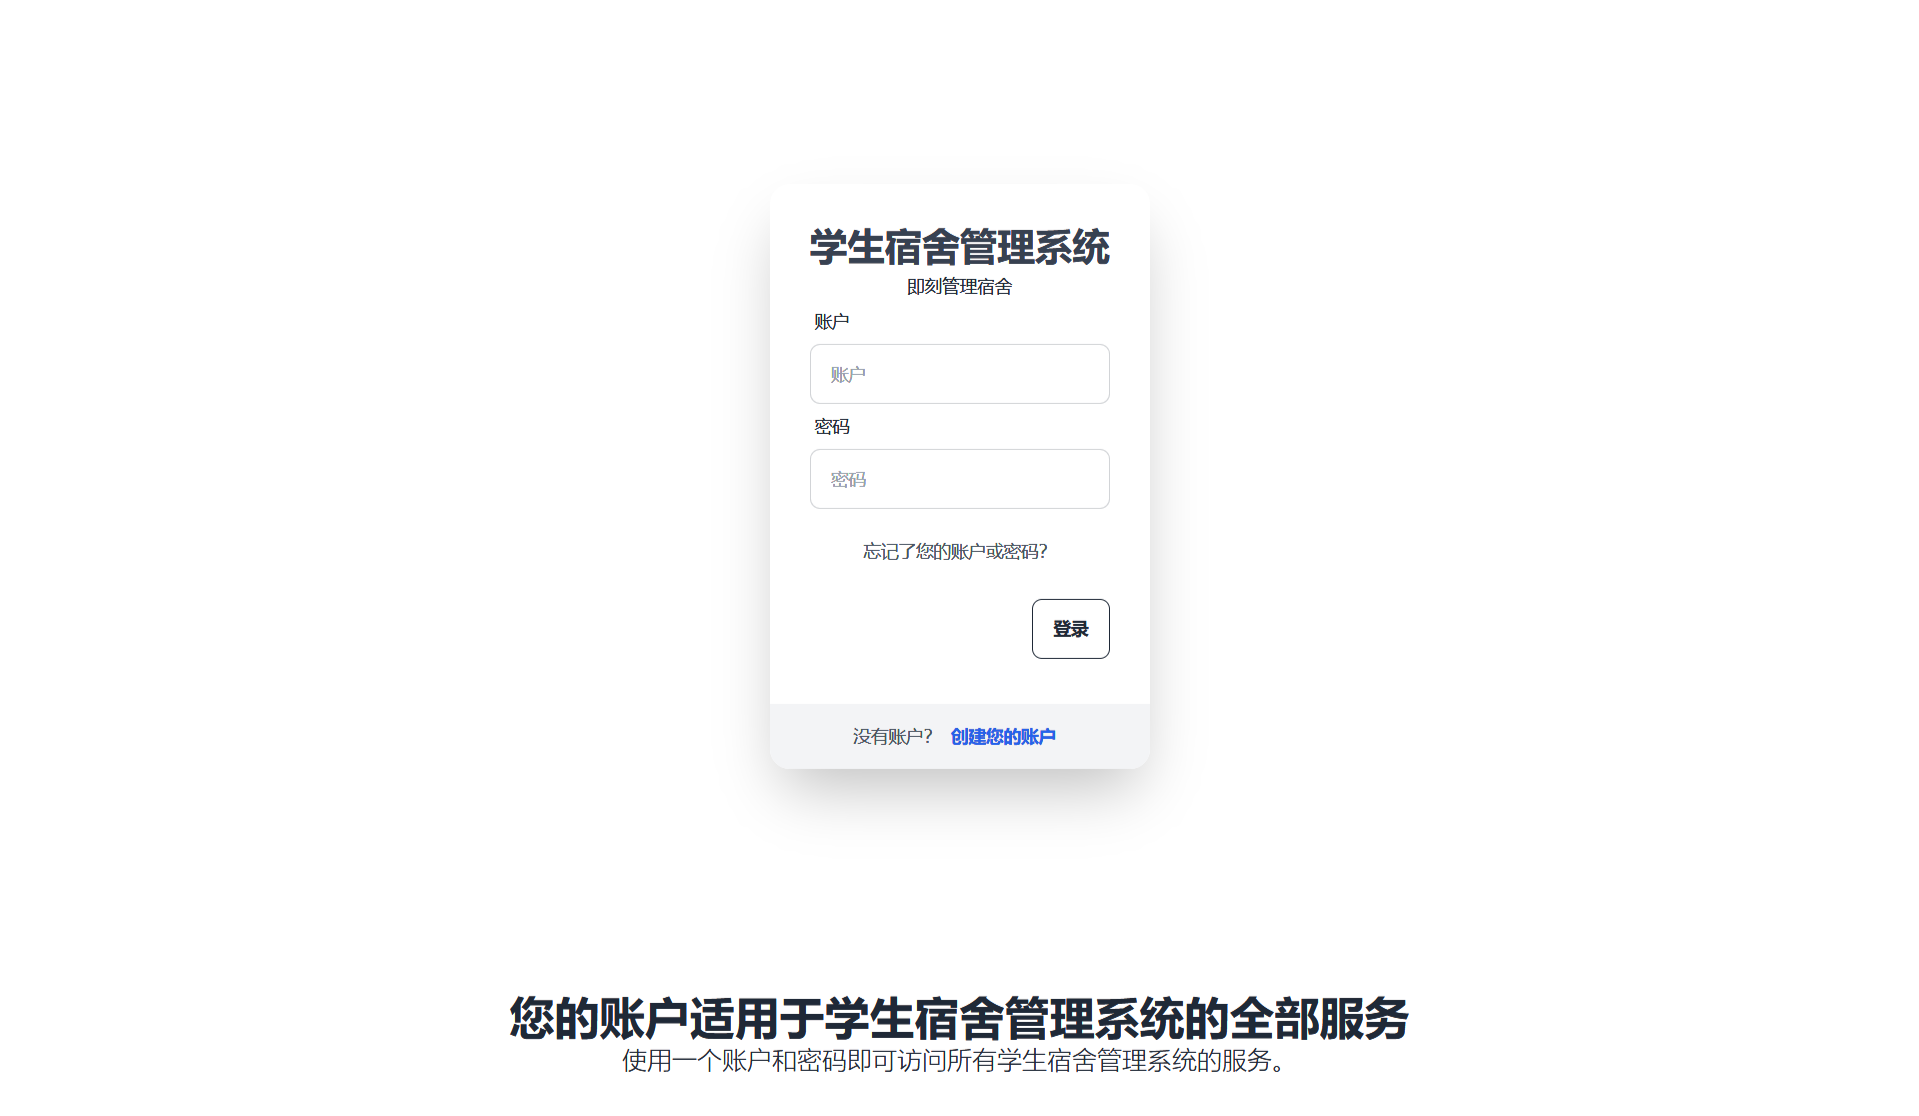 学生宿舍管理系统
即刻管理宿舍
账户
账户
密码
密码
忘记了您的账户或密码?
登录
没有账户? 创建您的账户
您的账户适用于学生宿舍管理系统的全部服务
使用一个账户和密码即可访问所有学生宿舍管理系统的服务。